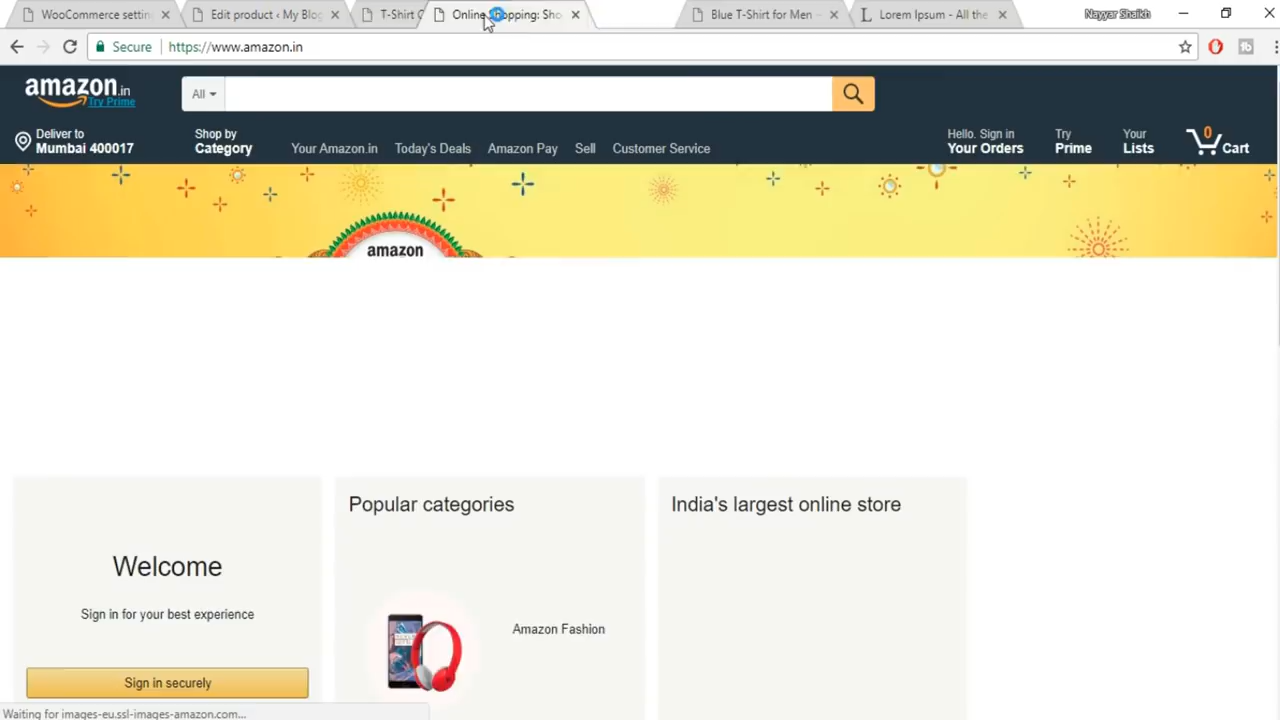 WooCommerce settin
Edit product ‹ My Blog
T-Shirt C
Online Shopping: Sho
Blue T-Shirt for Men –
Lorem Ipsum - All the
Nayyar Shaikh
Secure
https://www.amazon.in
amazon.in
Try Prime
All
Deliver to
Mumbai 400017
Shop by
Category
Your Amazon.in
Today's Deals
Amazon Pay
Sell
Customer Service
Hello. Sign in
Your Orders
Try
Prime
Your
Lists
0
Cart
amazon
Welcome
Sign in for your best experience
Sign in securely
Popular categories
Amazon Fashion
India's largest online store
Waiting for images-eu.ssl-images-amazon.com...